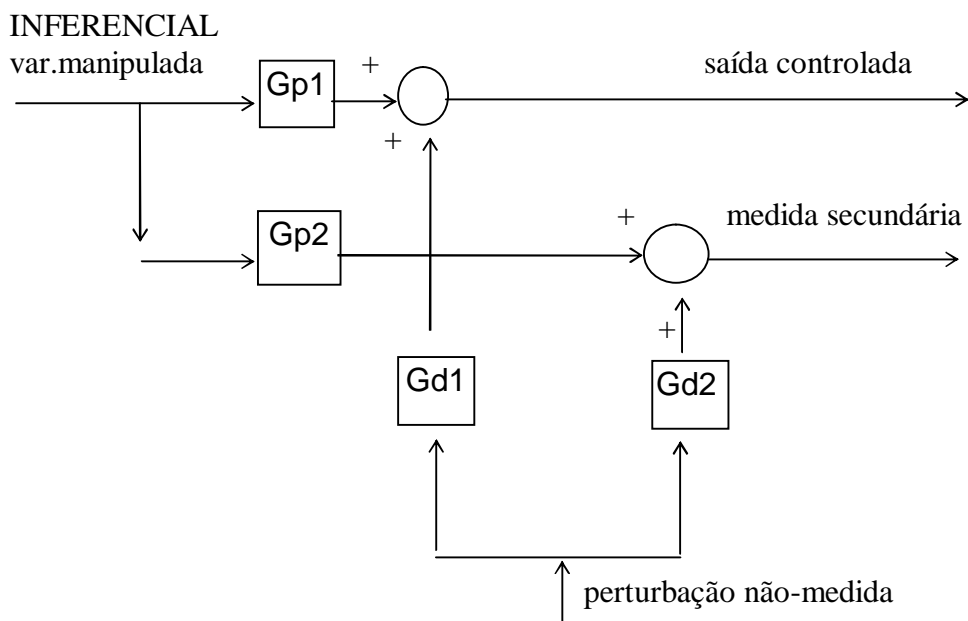 INFERENCIAL
var.manipulada
Gp1
+
+
saída controlada
Gp2
+
medida secundária
+
Gd1
Gd2
perturbação não-medida